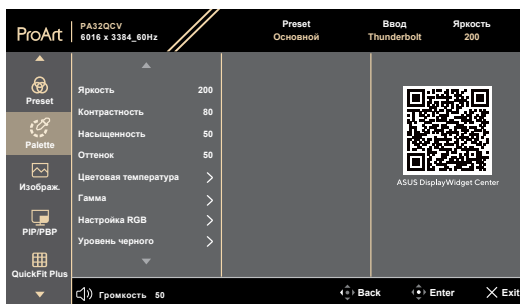 ProArt
PA32QCV
6016 x 3384_60Hz
Preset
Основной
Ввод
Thunderbolt
Яркость
200
Preset
Palette
Изображ.
PIP/PBP
QuickFit Plus
Яркость 200
Контрастность 80
Насыщенность 50
Оттенок 50
Цветовая температура
Гамма
Настройка RGB
Уровень черного
ASUS DisplayWidget Center
Громкость 50
Back
Enter
Exit